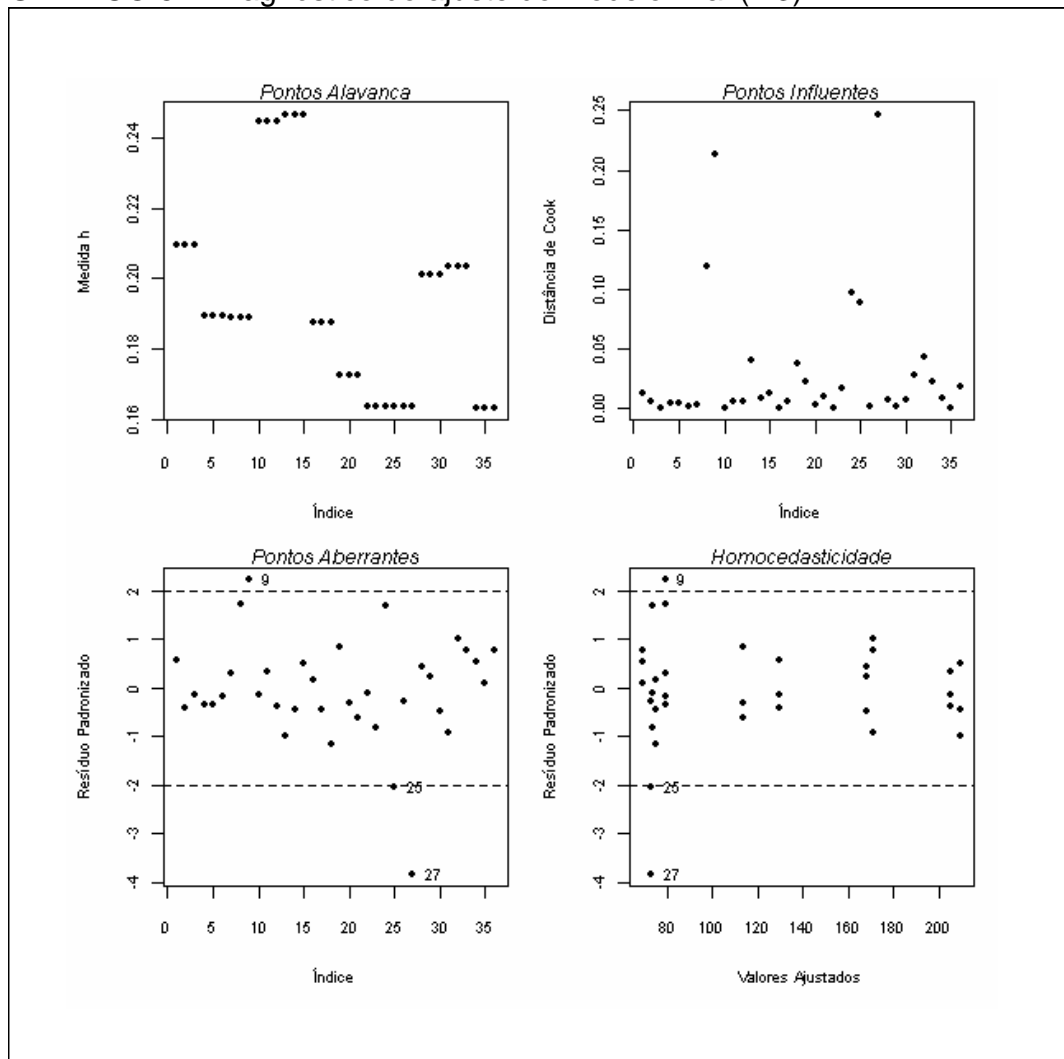 Pontos Alavanca
Medida h
0.16 0.18 0.20 0.22 0.24
0 5 10 15 20 25 30 35
Índice
Pontos Influentes
Distância de Cook
0.00 0.05 0.10 0.15 0.20 0.25
0 5 10 15 20 25 30 35
Índice
Pontos Aberrantes
Resíduo Padronizado
-4 -3 -2 -1 0 1 2
9
25
27
0 5 10 15 20 25 30 35
Índice
Homocedasticidade
Resíduo Padronizado
-4 -3 -2 -1 0 1 2
9
25
27
80 100 120 140 160 180 200
Valores Ajustados